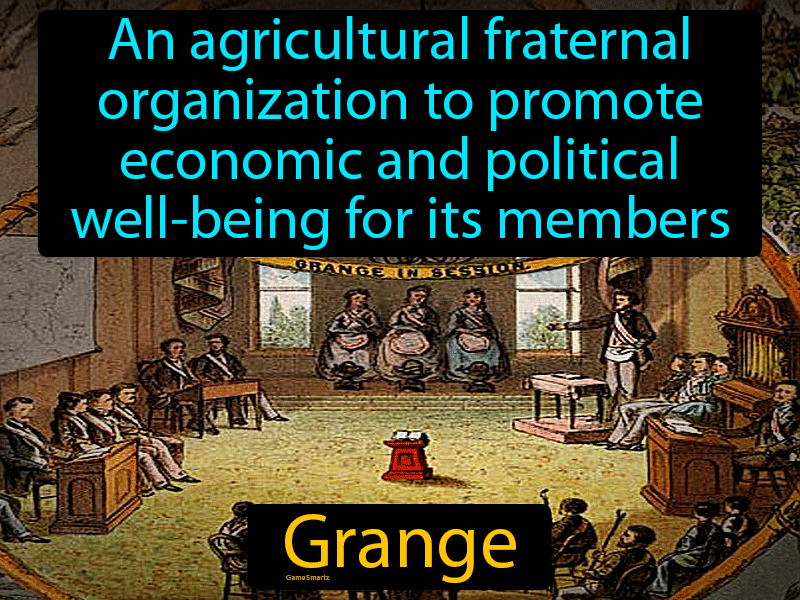 An agricultural fraternal
organization to promote
economic and political
well-being for its members
GRANGE IN SESSION.
Grange
GameSmartz